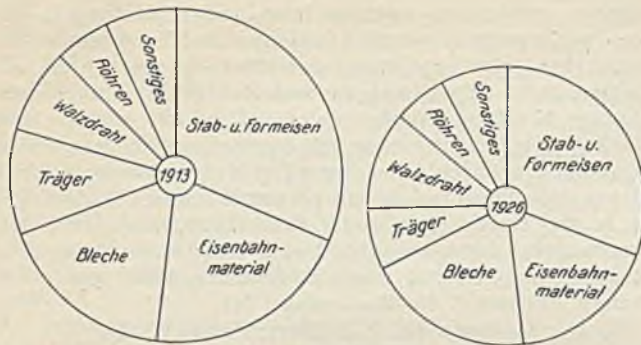 Sonstiges
Röhren
Walzdraht
Träger
Bleche
Eisenbahn-
material
Stab- u. Formeisen
1913
Sonstiges
Röhren
Walzdraht
Träger
Bleche
Eisenbahn-
material
Stab- u.
Formeisen
1926